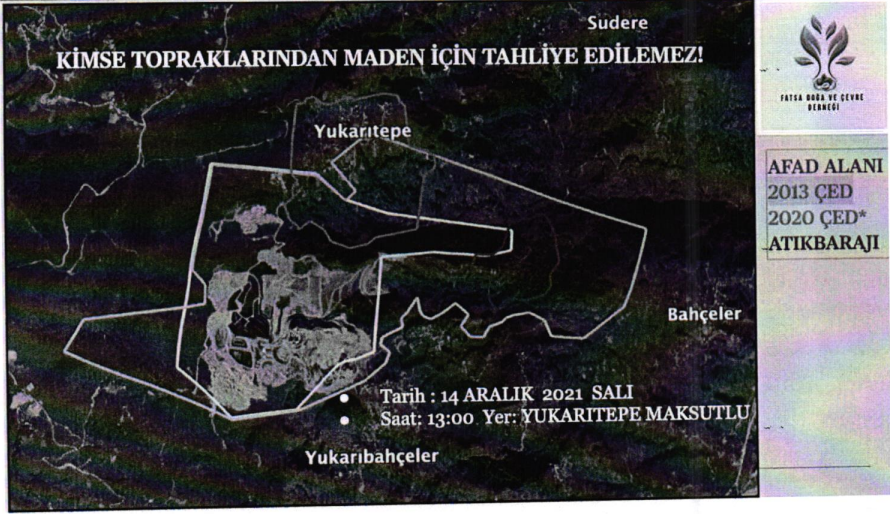 Sudere
KİMSE TOPRAKLARINDAN MADEN İÇİN TAHLİYE EDİLEMEZ!
Yukarıtepe
Bahçeler
Tarih : 14 ARALIK 2021 SALI
Saat: 13:00 Yer: YUKARITEPE MAKSUTLU
Yukarıbahçeler
FATSA DOĞA VE ÇEVRE
DERNEĞİ
AFAD ALANI
2013 ÇED
2020 ÇED*
ATIKBARAJI